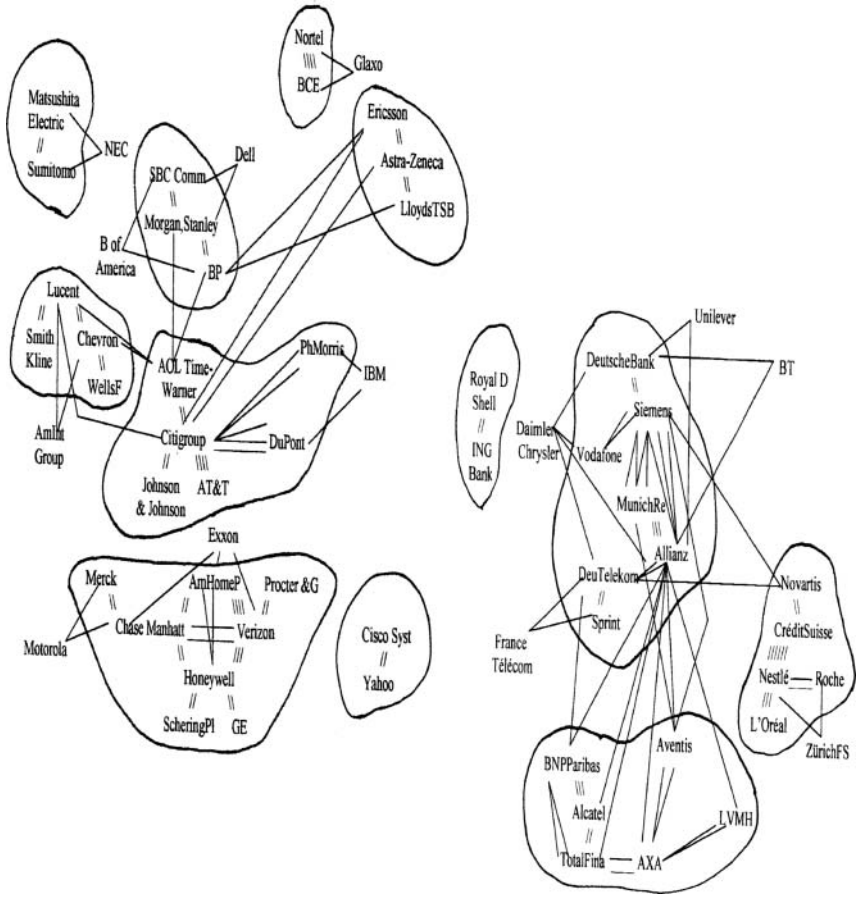 Nortel
BCE
Glaxo
Matsushita
Electric
Sumitomo
NEC
Ericsson
Astra-Zeneca
LloydsTSB
SBC Comm
Dell
Morgan,Stanley
B of
America
BP
Lucent
Smith
Kline
Chevron
WellsF
AmInt
Group
AOL Time-
Warner
PhMorris
IBM
Citigroup
DuPont
Johnson
& Johnson
AT&T
Royal D
Shell
ING
Bank
Unilever
DeutscheBank
BT
Siemens
Daimler
Chrysler
Vodafone
MunichRe
Allianz
DeuTelekom
Sprint
France
Télécom
Novartis
CréditSuisse
Nestlé
Roche
L'Oréal
ZürichFS
Exxon
Merck
AmHomeP
Procter &G
Chase Manhatt
Verizon
Motorola
Honeywell
ScheringPl
GE
Cisco Syst
Yahoo
BNPParibas
Aventis
Alcatel
LVMH
TotalFina
AXA